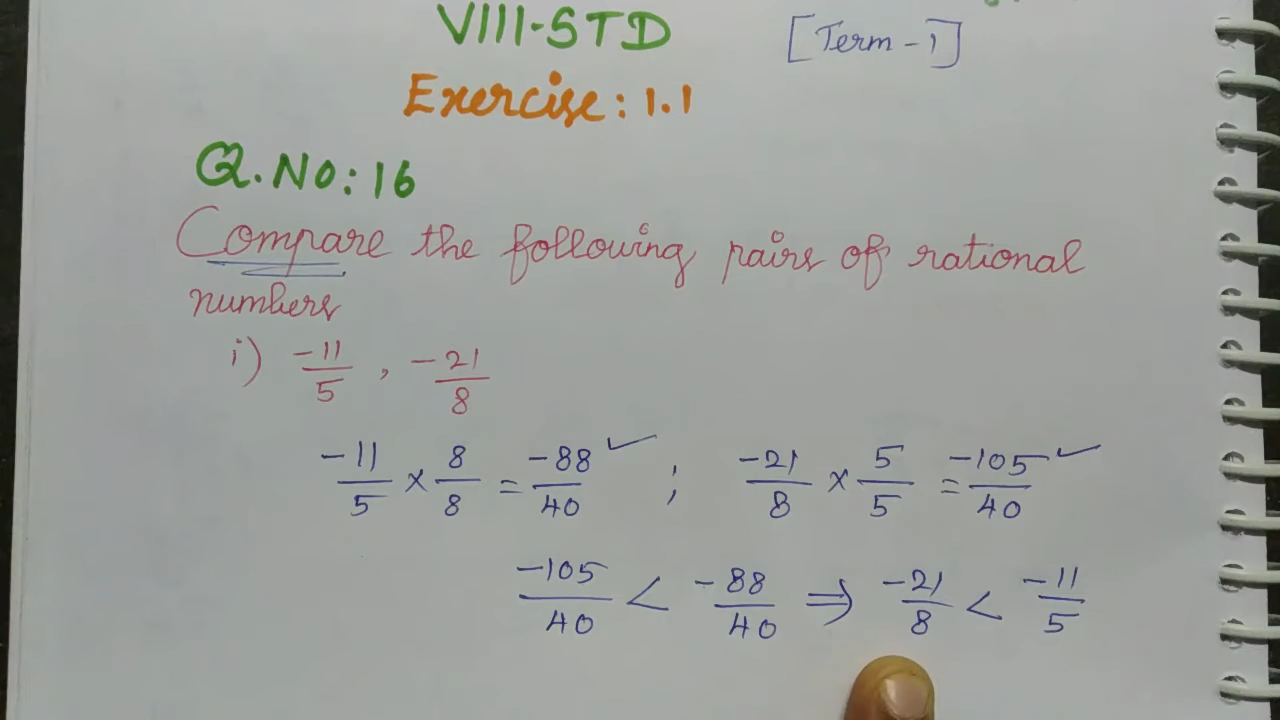 VIII-STD [Term-1]
Exercise: 1.1
Q.No:16
Compare the following pairs of rational
numbers
i) -11/5 , -21/8
-11/5 × 8/8 = -88/40 ✓ ; -21/8 × 5/5 = -105/40 ✓
-105/40 < -88/40 ⇒ -21/8 < -11/5